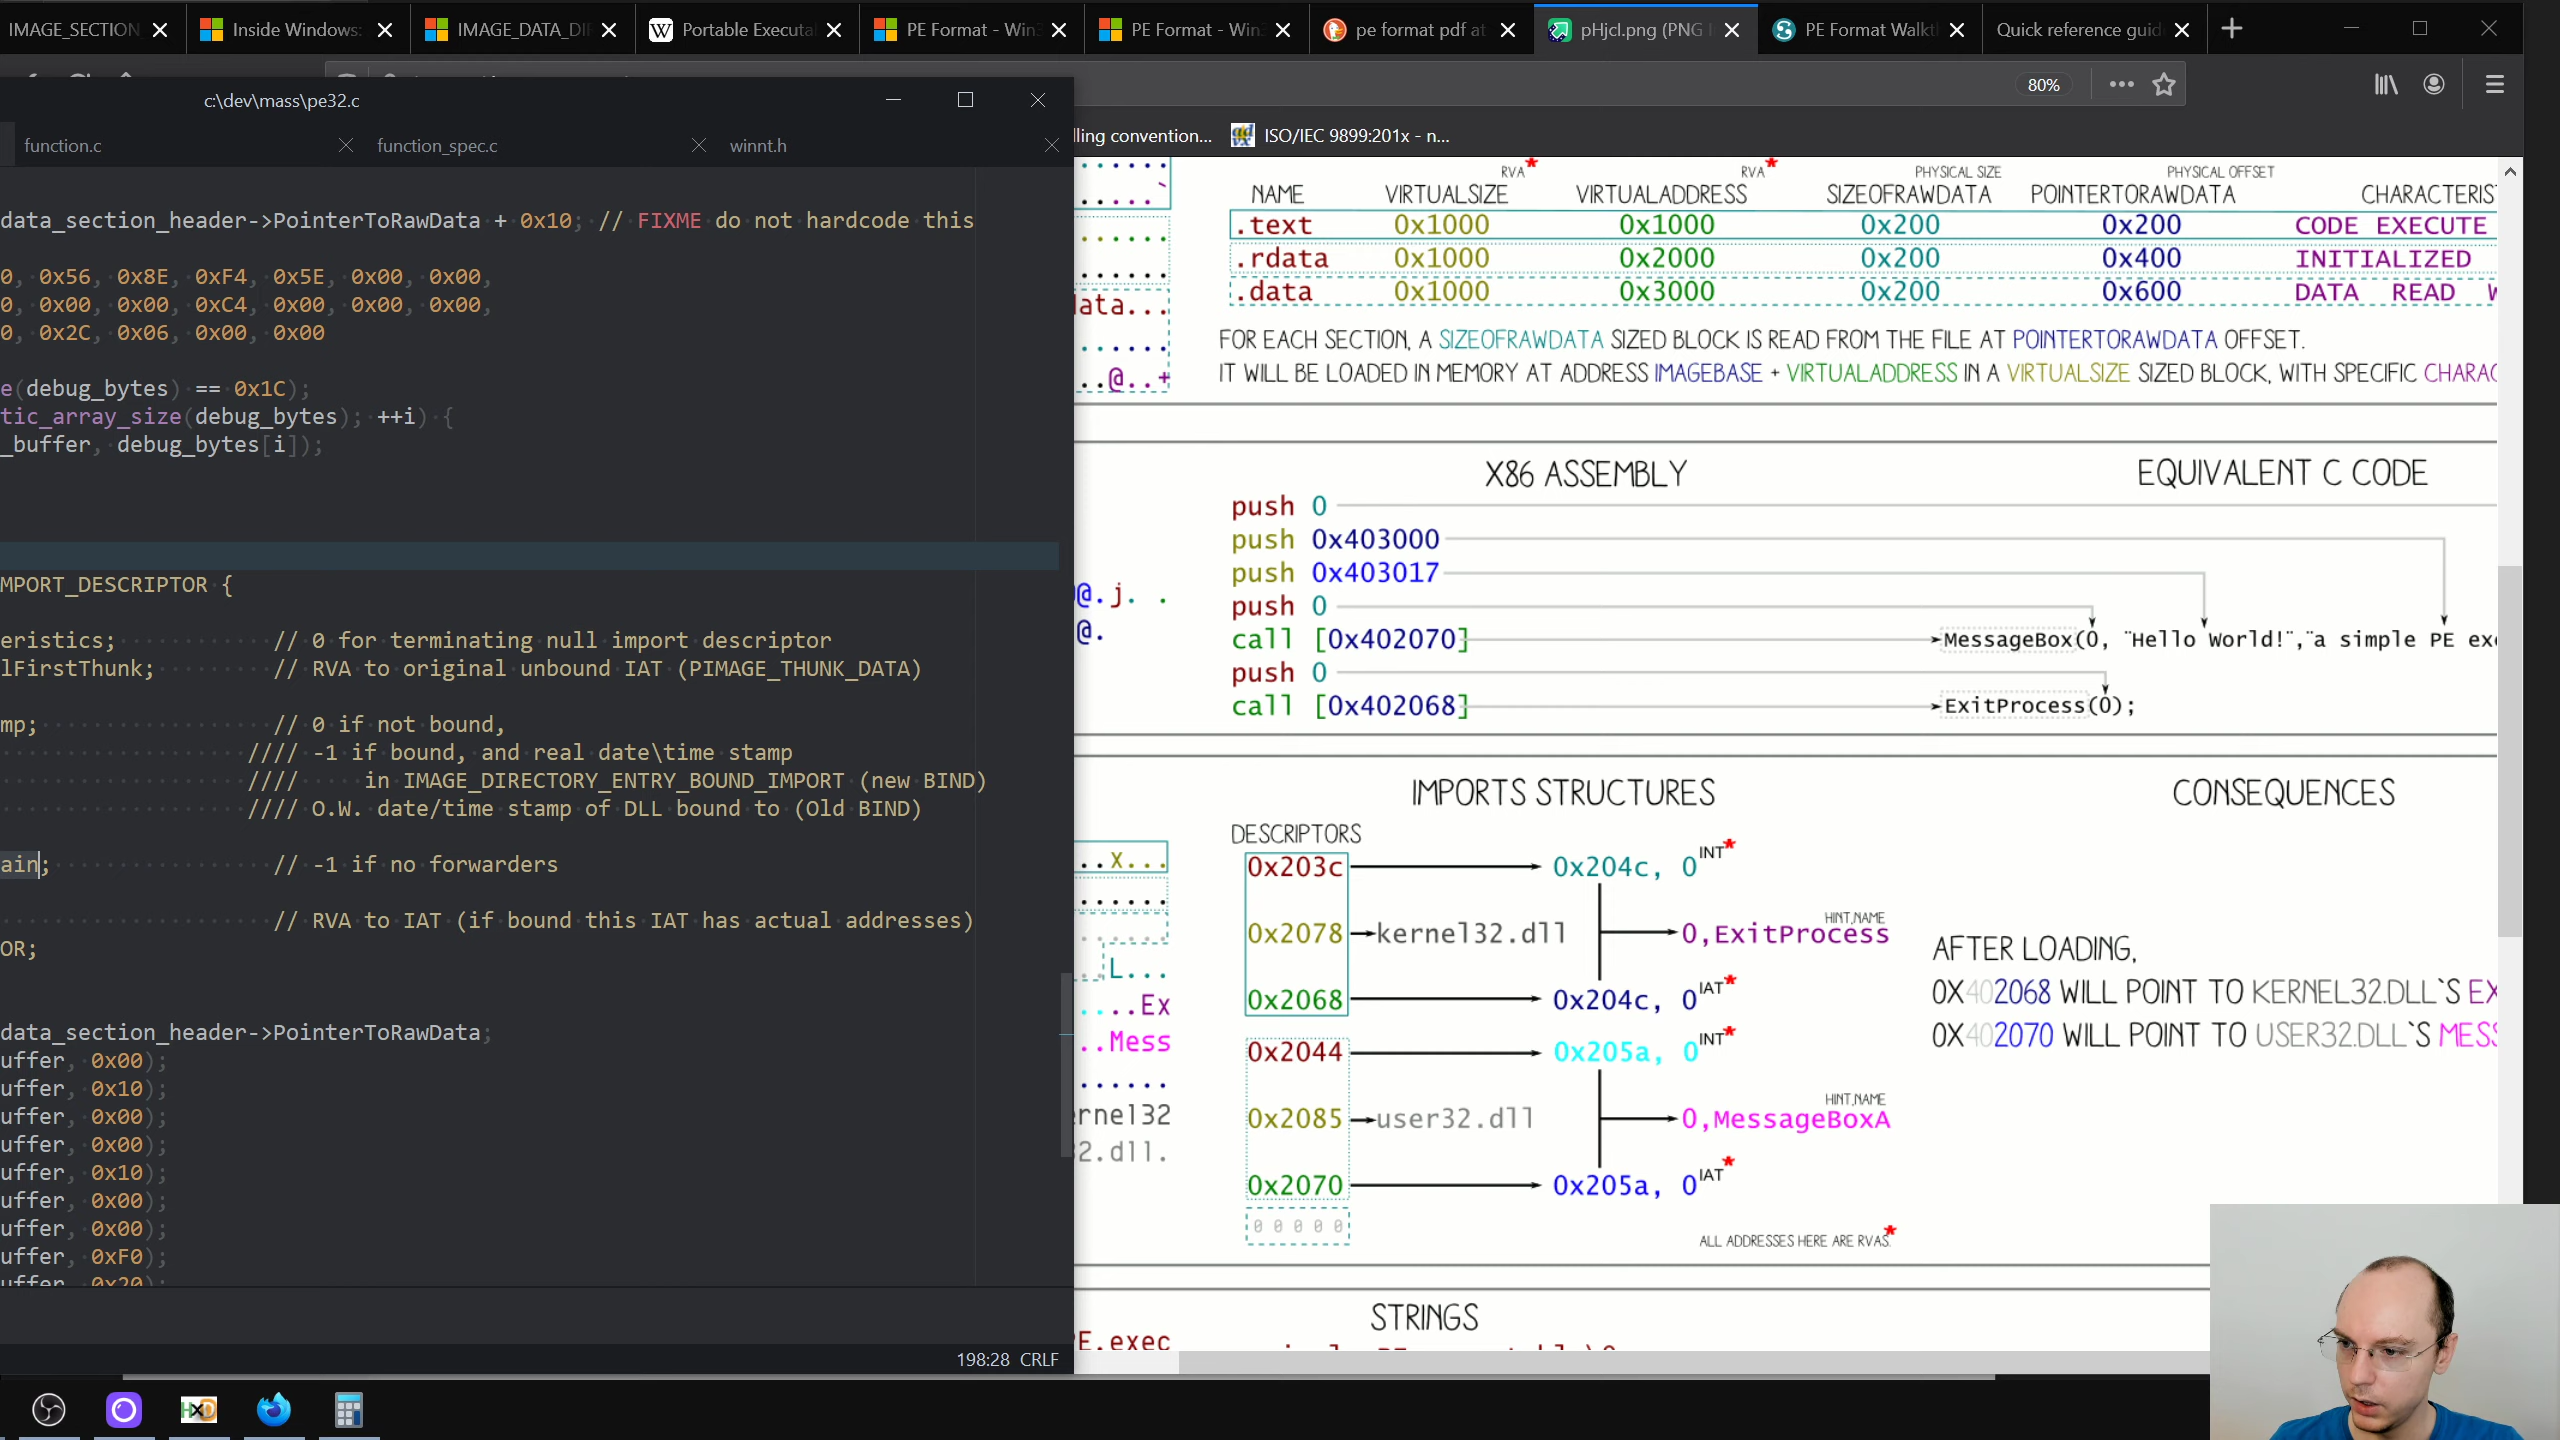 IMAGE_SECTION
Inside Windows:
IMAGE_DATA_DIR
Portable Executa
PE Format - Win3
PE Format - Win3
pe format pdf at
pHjcl.png (PNG I
PE Format Walkt
Quick reference guid
80%
c:\dev\mass\pe32.c
function.c
function_spec.c
winnt.h
lling convention...
ISO/IEC 9899:201x - n...
data_section_header->PointerToRawData + 0x10; // FIXME do not hardcode this
0, 0x56, 0x8E, 0xF4, 0x5E, 0x00, 0x00,
0, 0x00, 0x00, 0xC4, 0x00, 0x00, 0x00,
0, 0x2C, 0x06, 0x00, 0x00
e(debug_bytes) == 0x1C);
tic_array_size(debug_bytes); ++i) {
_buffer, debug_bytes[i]);
MPORT_DESCRIPTOR {
eristics; // 0 for terminating null import descriptor
lFirstThunk; // RVA to original unbound IAT (PIMAGE_THUNK_DATA)
mp; // 0 if not bound,
//// -1 if bound, and real date\time stamp
//// in IMAGE_DIRECTORY_ENTRY_BOUND_IMPORT (new BIND)
//// O.W. date/time stamp of DLL bound to (Old BIND)
ain; // -1 if no forwarders
// RVA to IAT (if bound this IAT has actual addresses)
OR;
data_section_header->PointerToRawData;
uffer, 0x00);
uffer, 0x10);
uffer, 0x00);
uffer, 0x00);
uffer, 0x10);
uffer, 0x00);
uffer, 0x00);
uffer, 0xF0);
uffer, 0x20);
198:28 CRLF
RVA* RVA* PHYSICAL SIZE PHYSICAL OFFSET
NAME VIRTUALSIZE VIRTUALADDRESS SIZEOFRAWDATA POINTERTORAWDATA CHARACTERIS
.text 0x1000 0x1000 0x200 0x200 CODE EXECUTE
.rdata 0x1000 0x2000 0x200 0x400 INITIALIZED
.data 0x1000 0x3000 0x200 0x600 DATA READ W
FOR EACH SECTION, A SIZEOFRAWDATA SIZED BLOCK IS READ FROM THE FILE AT POINTERTORAWDATA OFFSET.
IT WILL BE LOADED IN MEMORY AT ADDRESS IMAGEBASE + VIRTUALADDRESS IN A VIRTUALSIZE SIZED BLOCK, WITH SPECIFIC CHARAC
data...
..@..+
X86 ASSEMBLY
EQUIVALENT C CODE
push 0
push 0x403000
push 0x403017
push 0
call [0x402070]
MessageBox(0, "Hello World!","a simple PE exe
push 0
call [0x402068]
ExitProcess(0);
@.j. .
@.
IMPORTS STRUCTURES
CONSEQUENCES
DESCRIPTORS
0x203c
0x204c, 0 INT*
0x2078
kernel32.dll
HINT,NAME
0,ExitProcess
0x2068
0x204c, 0 IAT*
0x2044
0x205a, 0 INT*
0x2085
user32.dll
HINT,NAME
0,MessageBoxA
0x2070
0x205a, 0 IAT*
0 0 0 0 0
ALL ADDRESSES HERE ARE RVAS.*
AFTER LOADING,
0X402068 WILL POINT TO KERNEL32.DLL`S EX
0X402070 WILL POINT TO USER32.DLL`S MESS
..X...
L...
....Ex
..Mess
ernel32
2.dll.
STRINGS
PE.exec